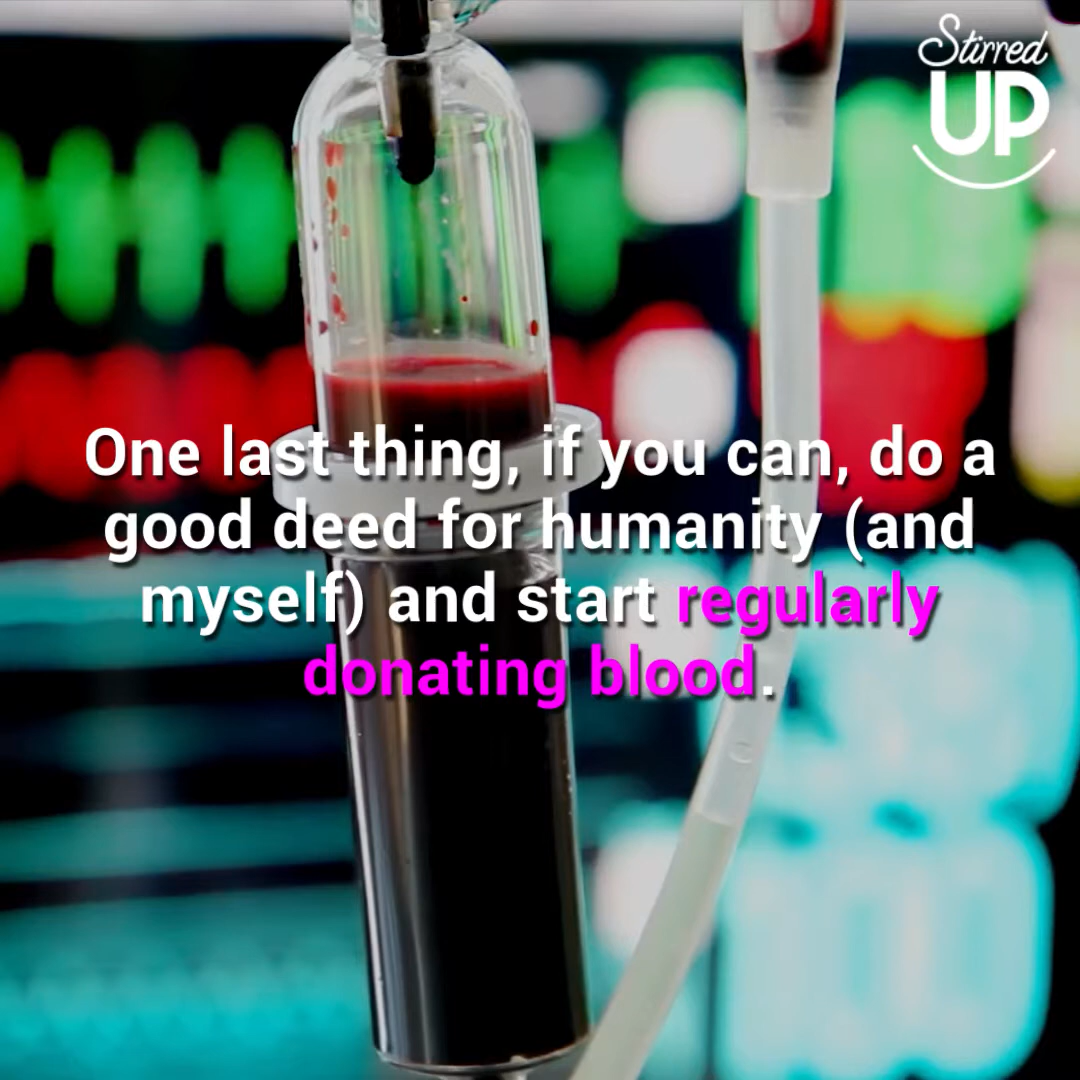 Stirred
UP
One last thing, if you can, do a
good deed for humanity (and
myself) and start regularly
donating blood.